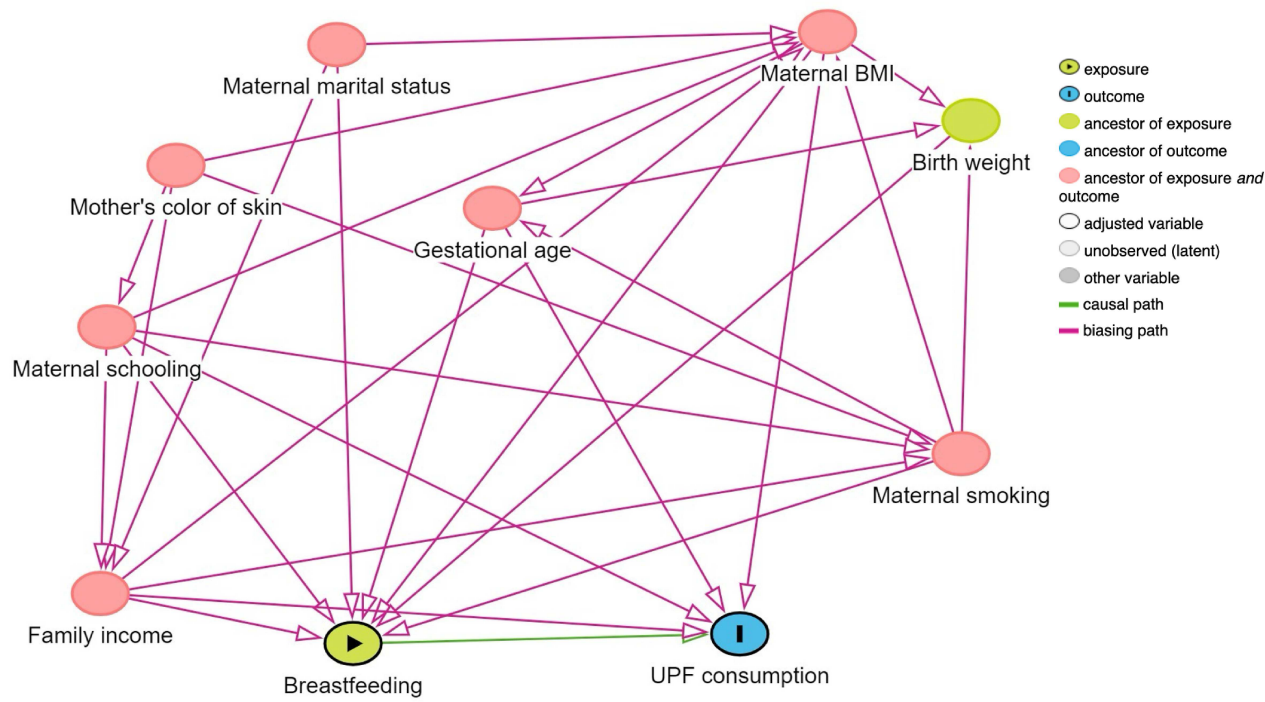 Maternal marital status
Maternal BMI
Birth weight
Mother's color of skin
Gestational age
Maternal schooling
Maternal smoking
Family income
Breastfeeding
UPF consumption
exposure
outcome
ancestor of exposure
ancestor of outcome
ancestor of exposure and
outcome
adjusted variable
unobserved (latent)
other variable
causal path
biasing path